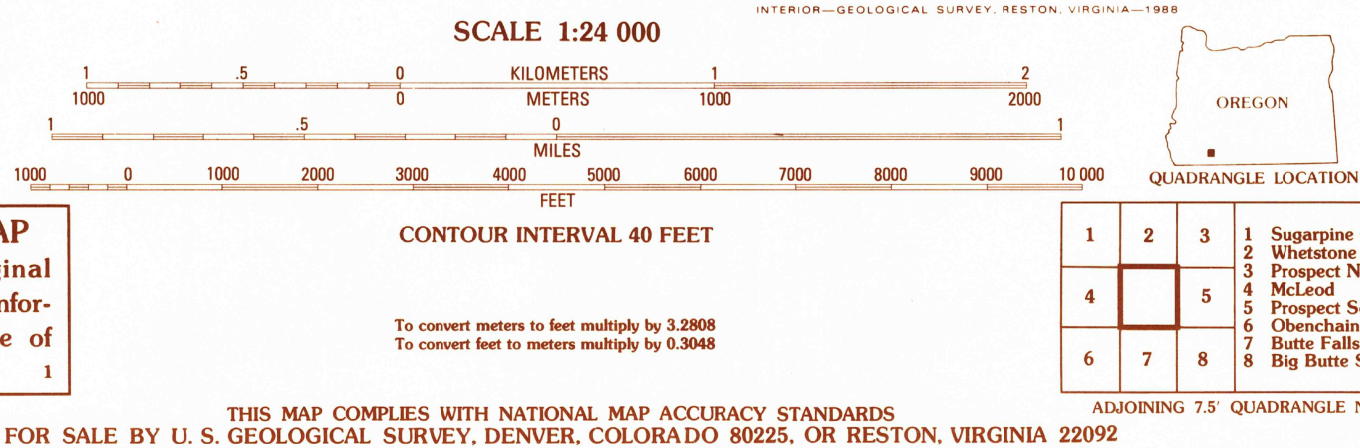 INTERIOR—GEOLOGICAL SURVEY, RESTON, VIRGINIA—1988
SCALE 1:24 000
1 .5 0 KILOMETERS 1 2
1000 0 METERS 1000 2000
1 .5 0 1
MILES
1000 0 1000 2000 3000 4000 5000 6000 7000 8000 9000 10 000
FEET
OREGON
QUADRANGLE LOCATION
AP
ginal
nfor-
e of
1
CONTOUR INTERVAL 40 FEET
To convert meters to feet multiply by 3.2808
To convert feet to meters multiply by 0.3048
1 2 3
4 5
6 7 8
1 Sugarpine
2 Whetstone
3 Prospect N
4 McLeod
5 Prospect S
6 Obenchain
7 Butte Falls
8 Big Butte S
ADJOINING 7.5' QUADRANGLE N
THIS MAP COMPLIES WITH NATIONAL MAP ACCURACY STANDARDS
FOR SALE BY U. S. GEOLOGICAL SURVEY, DENVER, COLORADO 80225, OR RESTON, VIRGINIA 22092